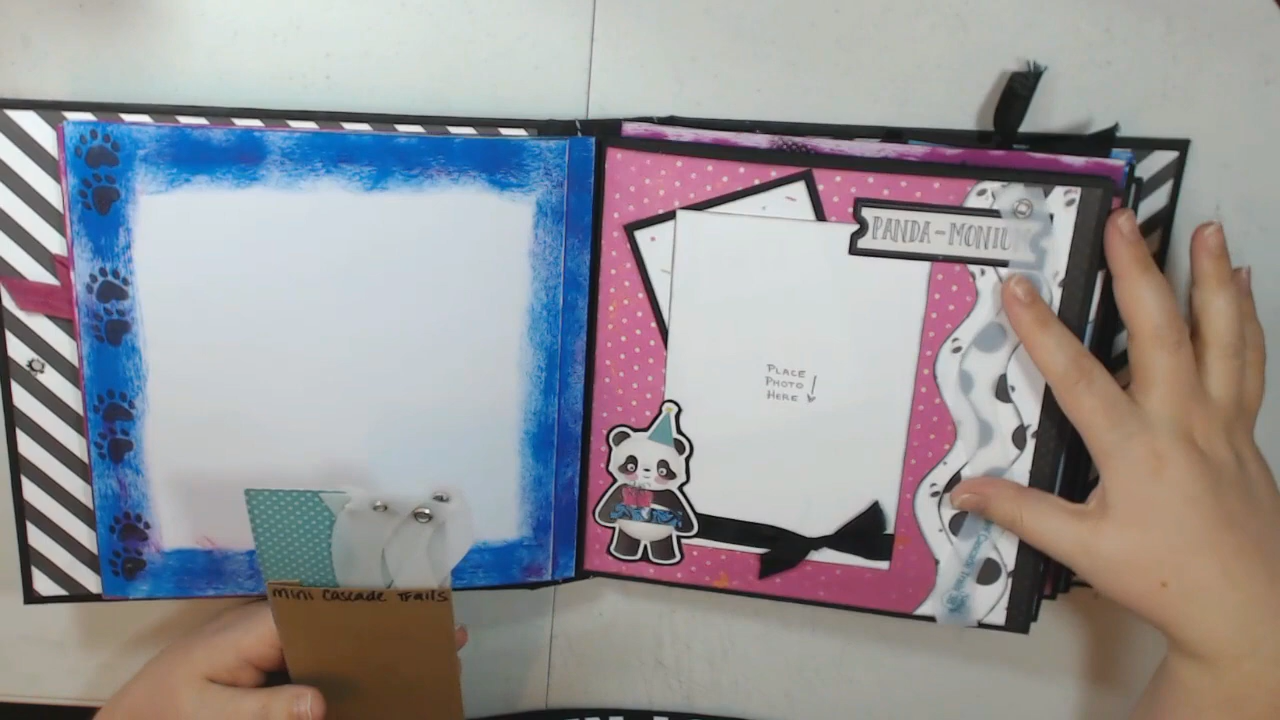 PANDA-MONIU
PLACE
PHOTO
HERE !
mini Cascade Trails